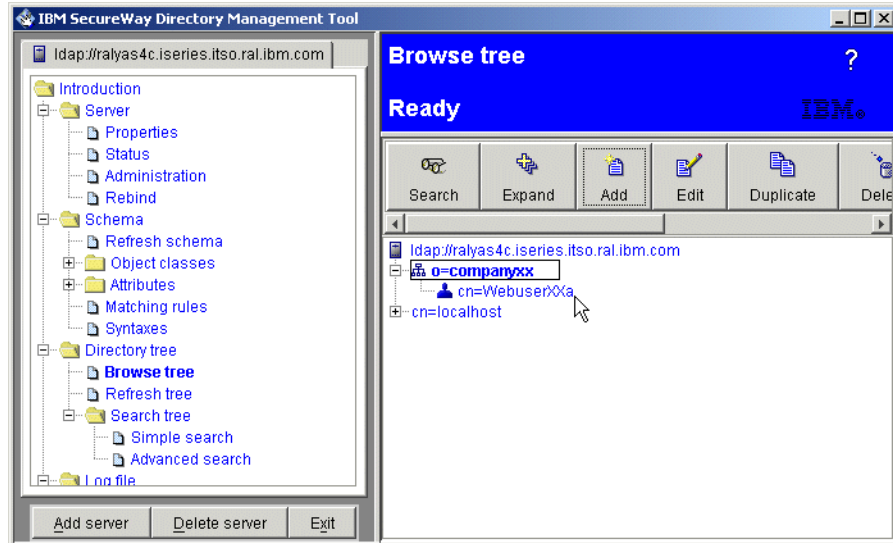 IBM SecureWay Directory Management Tool
ldap://ralyas4c.iseries.itso.ral.ibm.com
Introduction
Server
Properties
Status
Administration
Rebind
Schema
Refresh schema
Object classes
Attributes
Matching rules
Syntaxes
Directory tree
Browse tree
Refresh tree
Search tree
Simple search
Advanced search
Log file
Add server Delete server Exit
Browse tree ?
Ready IBM
Search Expand Add Edit Duplicate Dele
ldap://ralyas4c.iseries.itso.ral.ibm.com
o=companyxx
cn=WebuserXXa
cn=localhost